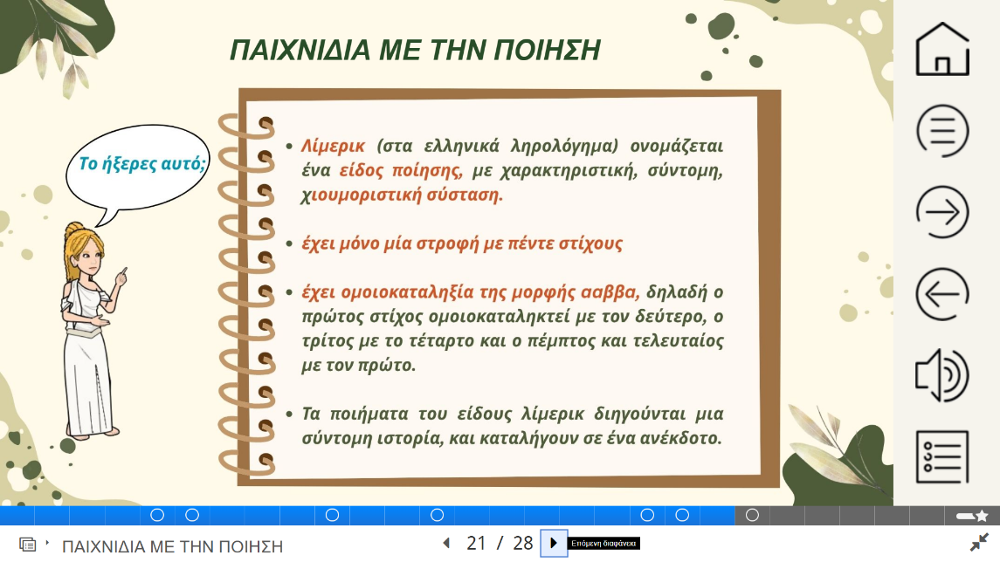 ΠΑΙΧΝΙΔΙΑ ΜΕ ΤΗΝ ΠΟΙΗΣΗ
Το ήξερες αυτό;
• Λίμερικ (στα ελληνικά ληρολόγημα) ονομάζεται
ένα είδος ποίησης, με χαρακτηριστική, σύντομη,
χιουμοριστική σύσταση.
• έχει μόνο μία στροφή με πέντε στίχους
• έχει ομοιοκαταληξία της μορφής ααββα, δηλαδή ο
πρώτος στίχος ομοιοκαταληκτεί με τον δεύτερο, ο
τρίτος με το τέταρτο και ο πέμπτος και τελευταίος
με τον πρώτο.
• Τα ποιήματα του είδους λίμερικ διηγούνται μια
σύντομη ιστορία, και καταλήγουν σε ένα ανέκδοτο.
ΠΑΙΧΝΙΔΙΑ ΜΕ ΤΗΝ ΠΟΙΗΣΗ
21 / 28
Επόμενη διαφάνεια